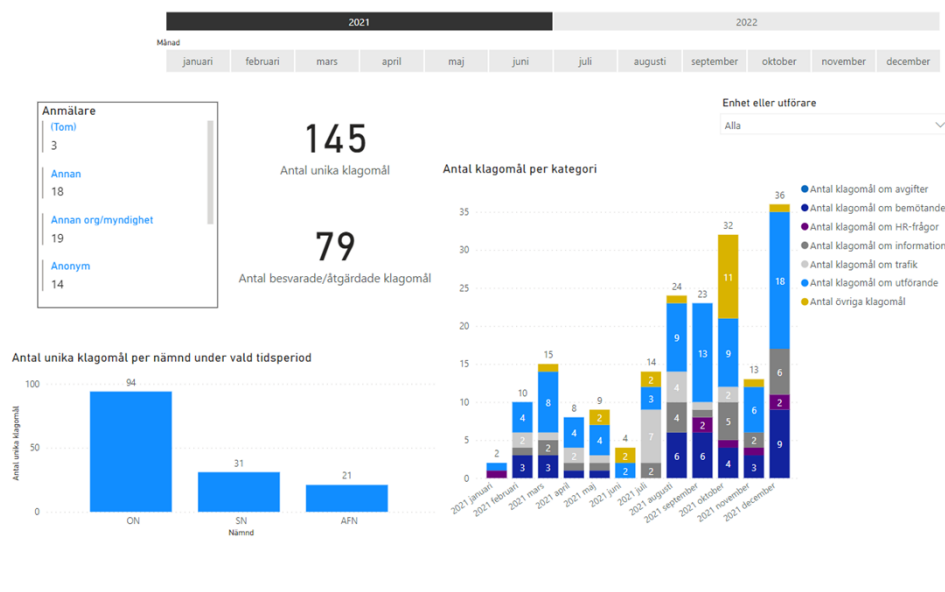 2021
2022
Månad
januari
februari
mars
april
maj
juni
juli
augusti
september
oktober
november
december
Anmälare
(Tom)
3
Annan
18
Annan org/myndighet
19
Anonym
14
145
Antal unika klagomål
79
Antal besvarade/åtgärdade klagomål
Enhet eller utförare
Alla
Antal klagomål per kategori
35
30
25
20
15
10
5
0
2
10
15
8
9
4
14
24
23
32
13
36
4
2
3
8
2
3
4
2
2
4
2
2
2
3
7
2
9
4
4
6
13
2
6
11
9
2
5
4
6
2
3
18
6
2
9
2021 januari
2021 februari
2021 mars
2021 april
2021 maj
2021 juni
2021 juli
2021 augusti
2021 september
2021 oktober
2021 november
2021 december
Antal klagomål om avgifter
Antal klagomål om bemötande
Antal klagomål om HR-frågor
Antal klagomål om information
Antal klagomål om trafik
Antal klagomål om utförande
Antal övriga klagomål
Antal unika klagomål per nämnd under vald tidsperiod
Antal unika klagomål
100
50
0
94
31
21
ON
SN
AFN
Nämnd